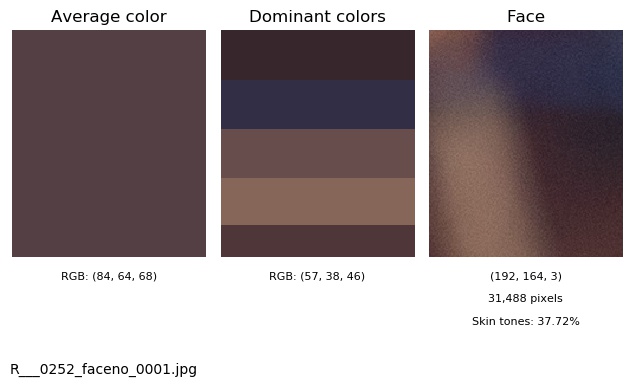 Average color
Dominant colors
Face
RGB: (84, 64, 68)
RGB: (57, 38, 46)
(192, 164, 3)
31,488 pixels
Skin tones: 37.72%
R___0252_faceno_0001.jpg